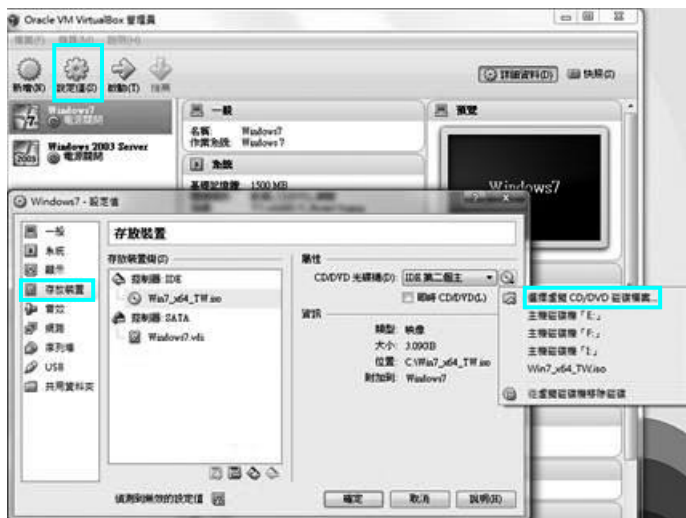 Oracle VM VirtualBox 管理員
新增(N)
設定值(S)
啟動(T)
詳細資料(D)
快照(S)
Windows7
電源關閉
Windows 2003 Server
電源關閉
一般
名稱: Windows7
作業系統: Windows 7
系統
基礎記憶體: 1500 MB
預覽
Windows7
Windows7 - 設定值
一般
系統
顯示
存放裝置
音效
網路
序列埠
USB
共用資料夾
存放裝置
存放裝置樹(S)
控制器: IDE
Win7_x64_TW.iso
控制器: SATA
Windows7.vdi
屬性
CD/DVD 光碟機(D): IDE 第二個主
即時 CD/DVD(L)
資訊
類型: 映像
大小: 3.09GB
位置: C:\Win7_x64_TW.iso
附加到: Windows7
選擇虛擬 CD/DVD 磁碟檔案...
主機磁碟機「E:」
主機磁碟機「F:」
主機磁碟機「I:」
Win7_x64_TW.iso
從虛擬磁碟機移除磁碟
偵測到無效的設定值
確定
取消
說明(H)